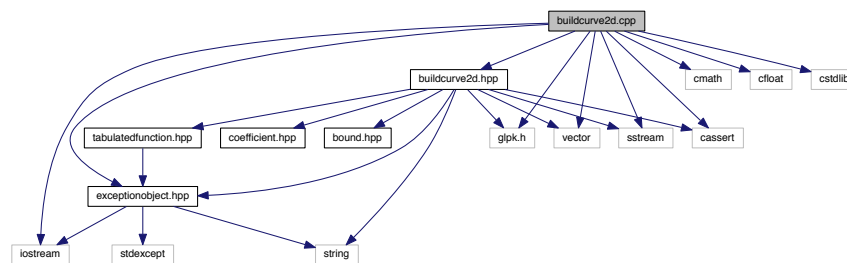 buildcurve2d.cpp
buildcurve2d.hpp
cmath
cfloat
cstdlib
tabulatedfunction.hpp
coefficient.hpp
bound.hpp
glpk.h
vector
sstream
cassert
exceptionobject.hpp
iostream
stdexcept
string